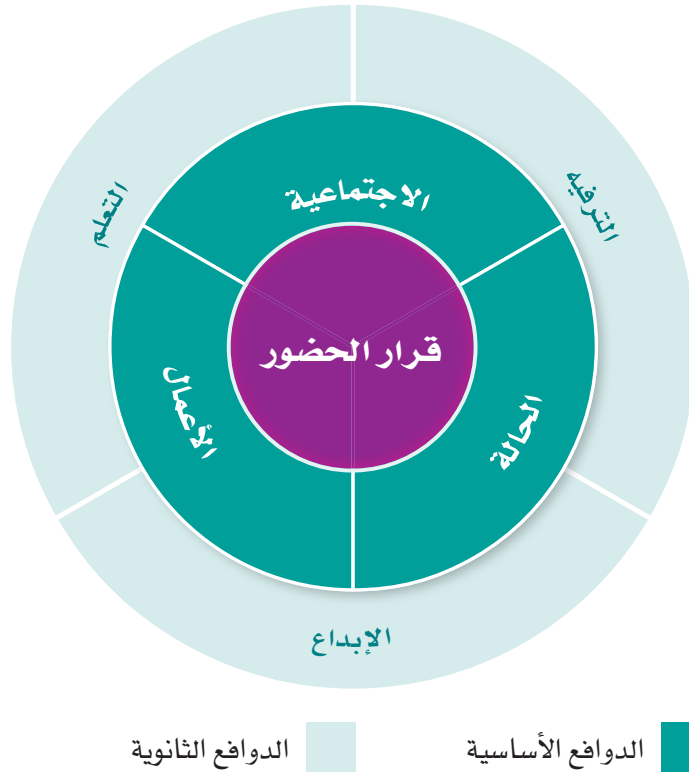 الترفيه
التعلم
الاجتماعية
قرار الحضور
الأعمال
الحالة
الإبداع
الدوافع الأساسية
الدوافع الثانوية